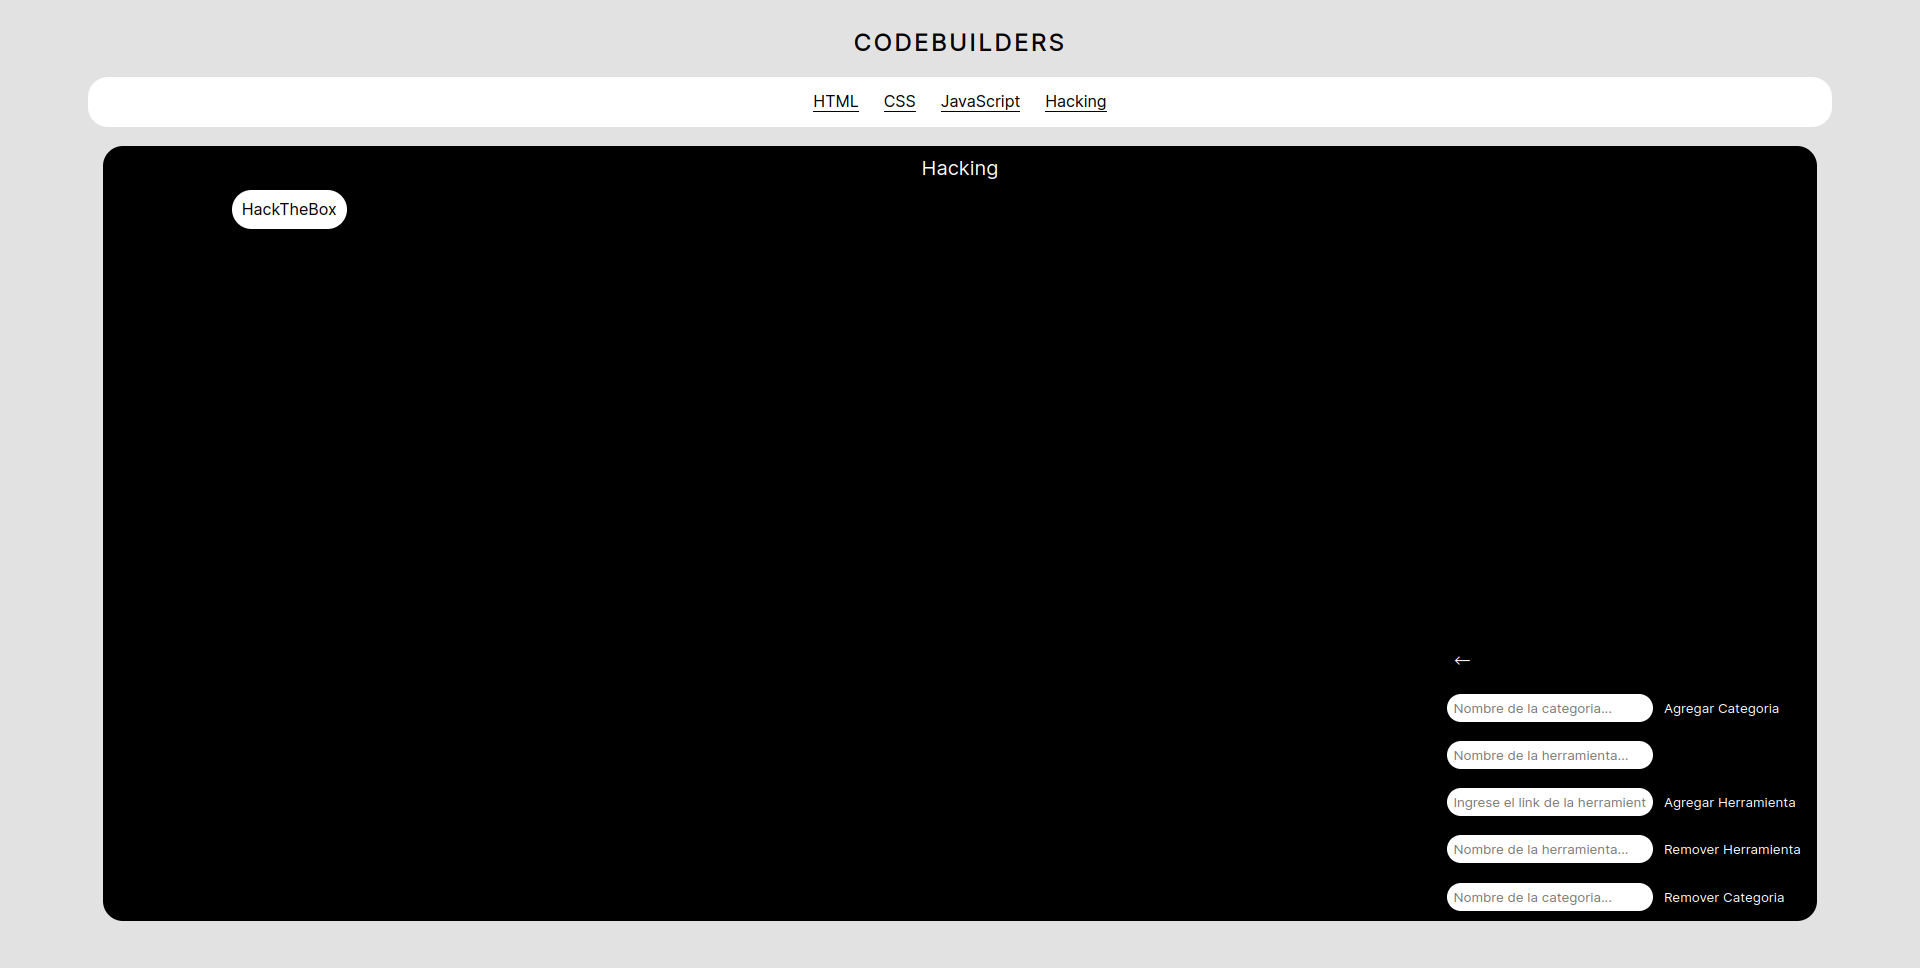 CODEBUILDERS
HTML CSS JavaScript Hacking
Hacking
HackTheBox
←
Nombre de la categoria... Agregar Categoria
Nombre de la herramienta...
Ingrese el link de la herramient Agregar Herramienta
Nombre de la herramienta... Remover Herramienta
Nombre de la categoria... Remover Categoria